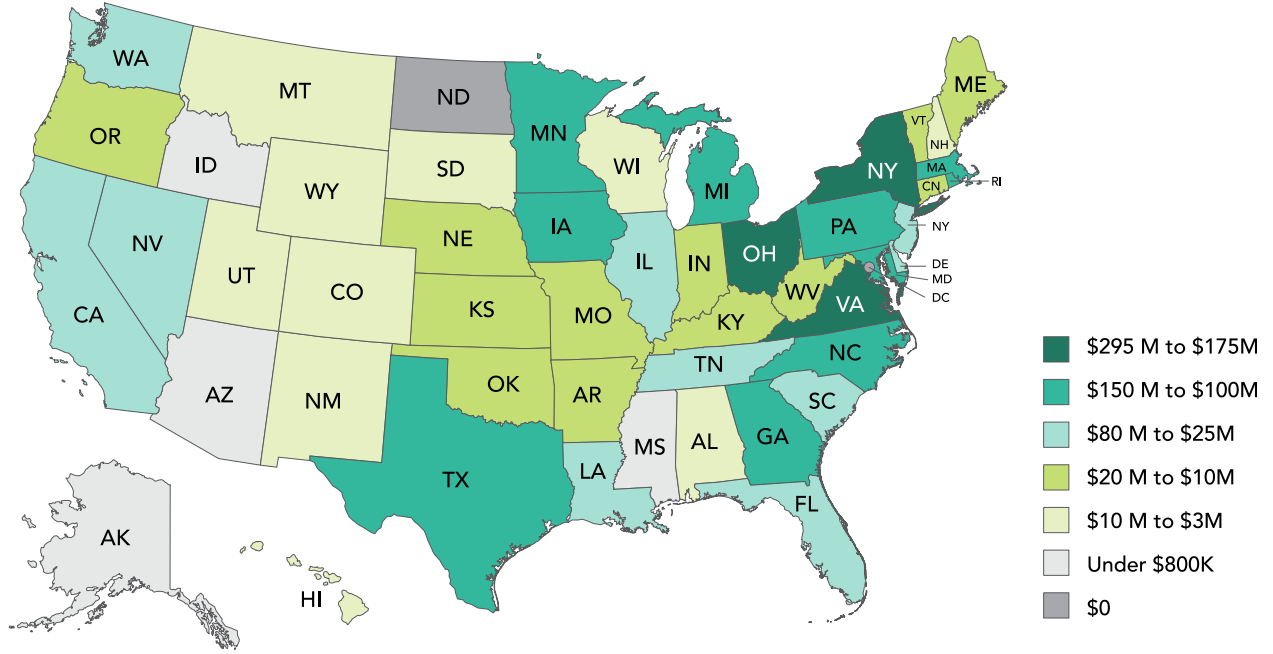 WA
MT
ND
MN
ME
OR
ID
SD
WI
MI
VT
NH
NY
MA
CN
RI
WY
NE
IA
PA
NY
NV
UT
CO
IL
IN
OH
DE
MD
DC
CA
KS
MO
KY
WV
VA
AZ
NM
OK
AR
TN
NC
SC
TX
LA
MS
AL
GA
FL
AK
HI
$295 M to $175M
$150 M to $100M
$80 M to $25M
$20 M to $10M
$10 M to $3M
Under $800K
$0